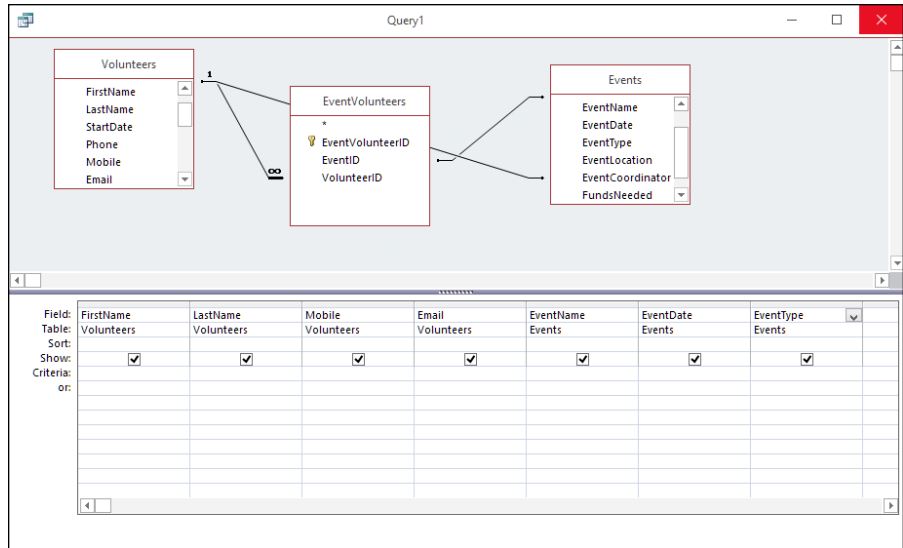 Query1
Volunteers
FirstName
LastName
StartDate
Phone
Mobile
Email
1
∞
EventVolunteers
*
EventVolunteerID
EventID
VolunteerID
Events
EventName
EventDate
EventType
EventLocation
EventCoordinator
FundsNeeded
Field: FirstName LastName Mobile Email EventName EventDate EventType
Table: Volunteers Volunteers Volunteers Volunteers Events Events Events
Sort:
Show:
Criteria:
or: